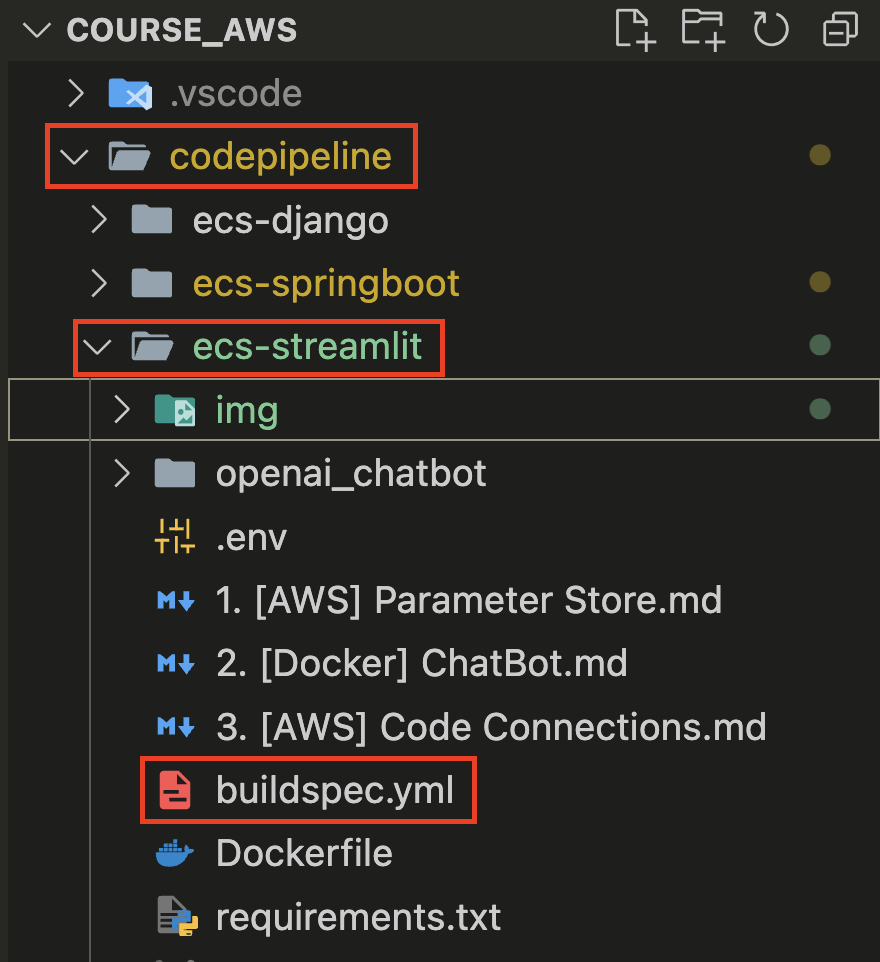 COURSE_AWS
.vscode
codepipeline
ecs-django
ecs-springboot
ecs-streamlit
img
openai_chatbot
.env
1. [AWS] Parameter Store.md
2. [Docker] ChatBot.md
3. [AWS] Code Connections.md
buildspec.yml
Dockerfile
requirements.txt